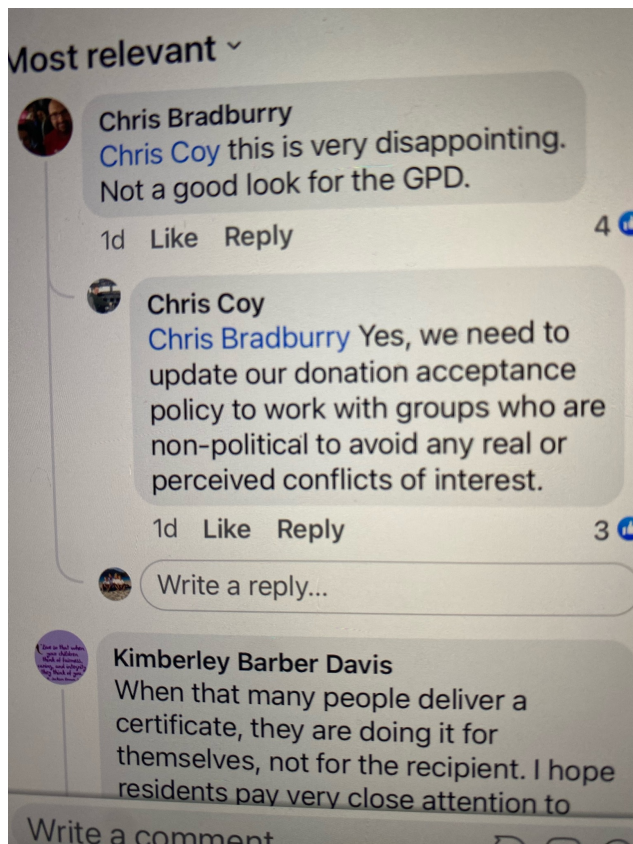 Most relevant
Chris Bradburry
Chris Coy this is very disappointing.
Not a good look for the GPD.
1d Like Reply 4
Chris Coy
Chris Bradburry Yes, we need to
update our donation acceptance
policy to work with groups who are
non-political to avoid any real or
perceived conflicts of interest.
1d Like Reply 3
Write a reply...
Kimberley Barber Davis
When that many people deliver a
certificate, they are doing it for
themselves, not for the recipient. I hope
residents pay very close attention to
Write a comment